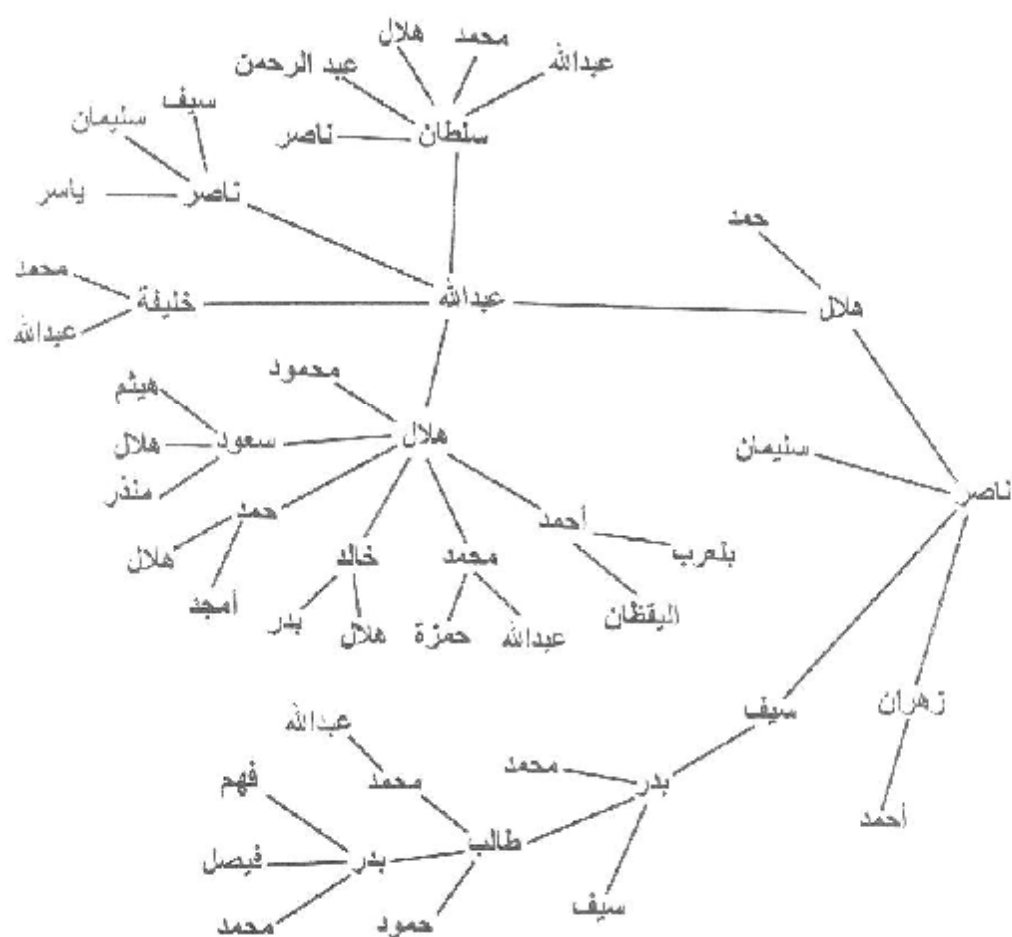 هلال
محمد
عبدالله
عبد الرحمن
سلطان
ناصر
سيف
سليمان
ناصر
ياسر
حمد
هلال
عبدالله
خليفة
محمد
عبدالله
محمود
هلال
سعود
هيثم
هلال
منذر
سليمان
ناصر
أحمد
بلعرب
اليقظان
محمد
عبدالله
حمزة
خالد
هلال
بدر
حمد
هلال
أمجد
زهران
أحمد
سيف
بدر
محمد
سيف
طالب
محمد
عبدالله
حمود
بدر
فهم
فيصل
محمد